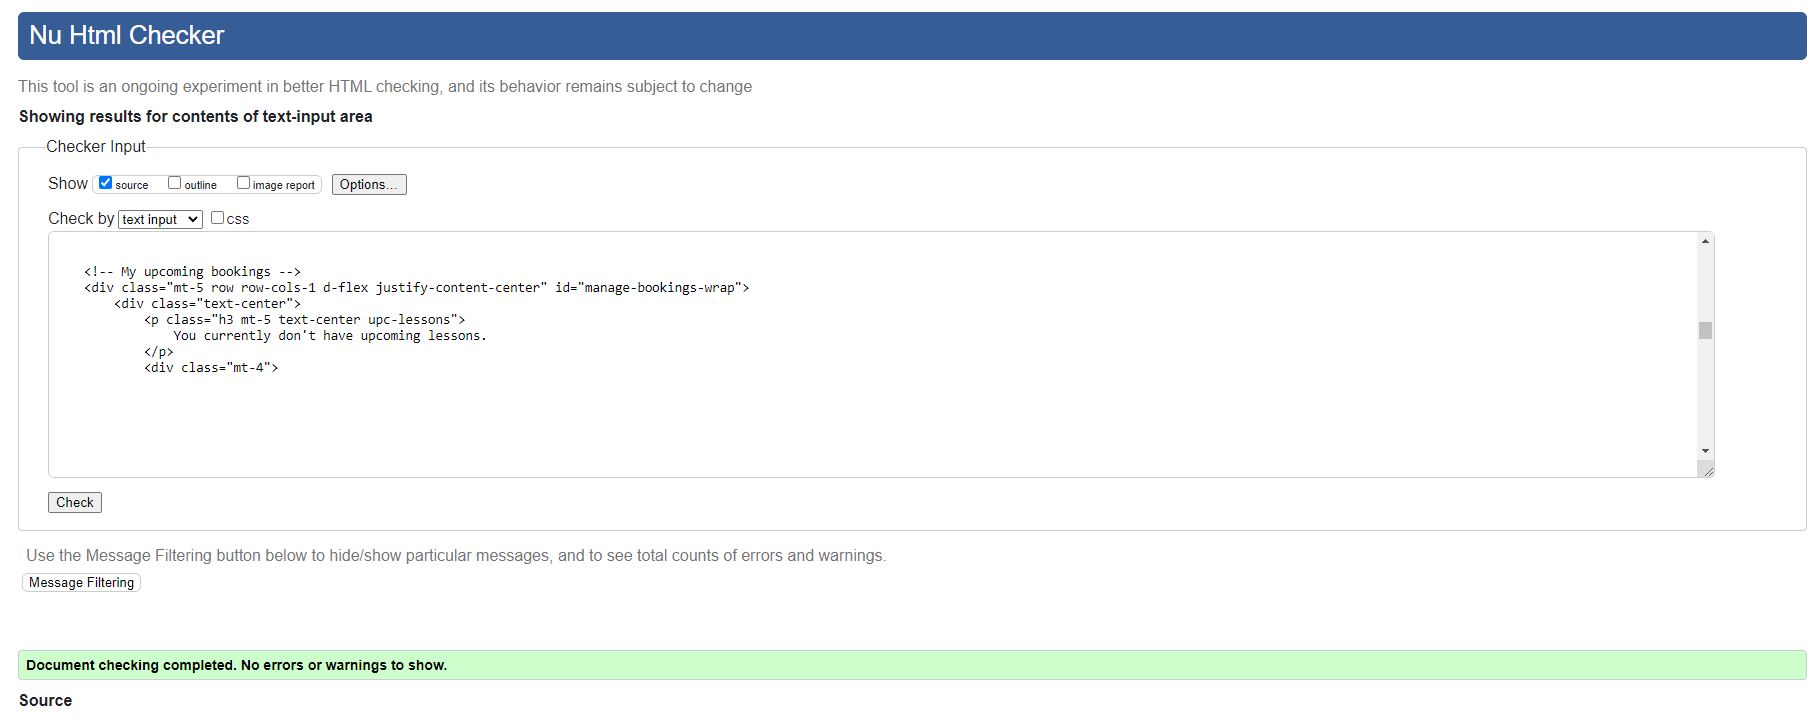 Nu Html Checker
This tool is an ongoing experiment in better HTML checking, and its behavior remains subject to change
Showing results for contents of text-input area
Checker Input
Show source outline image report Options...
Check by text input css
<!-- My upcoming bookings -->
<div class="mt-5 row row-cols-1 d-flex justify-content-center" id="manage-bookings-wrap">
<div class="text-center">
<p class="h3 mt-5 text-center upc-lessons">
You currently don't have upcoming lessons.
</p>
<div class="mt-4">
Check
Use the Message Filtering button below to hide/show particular messages, and to see total counts of errors and warnings.
Message Filtering
Document checking completed. No errors or warnings to show.
Source